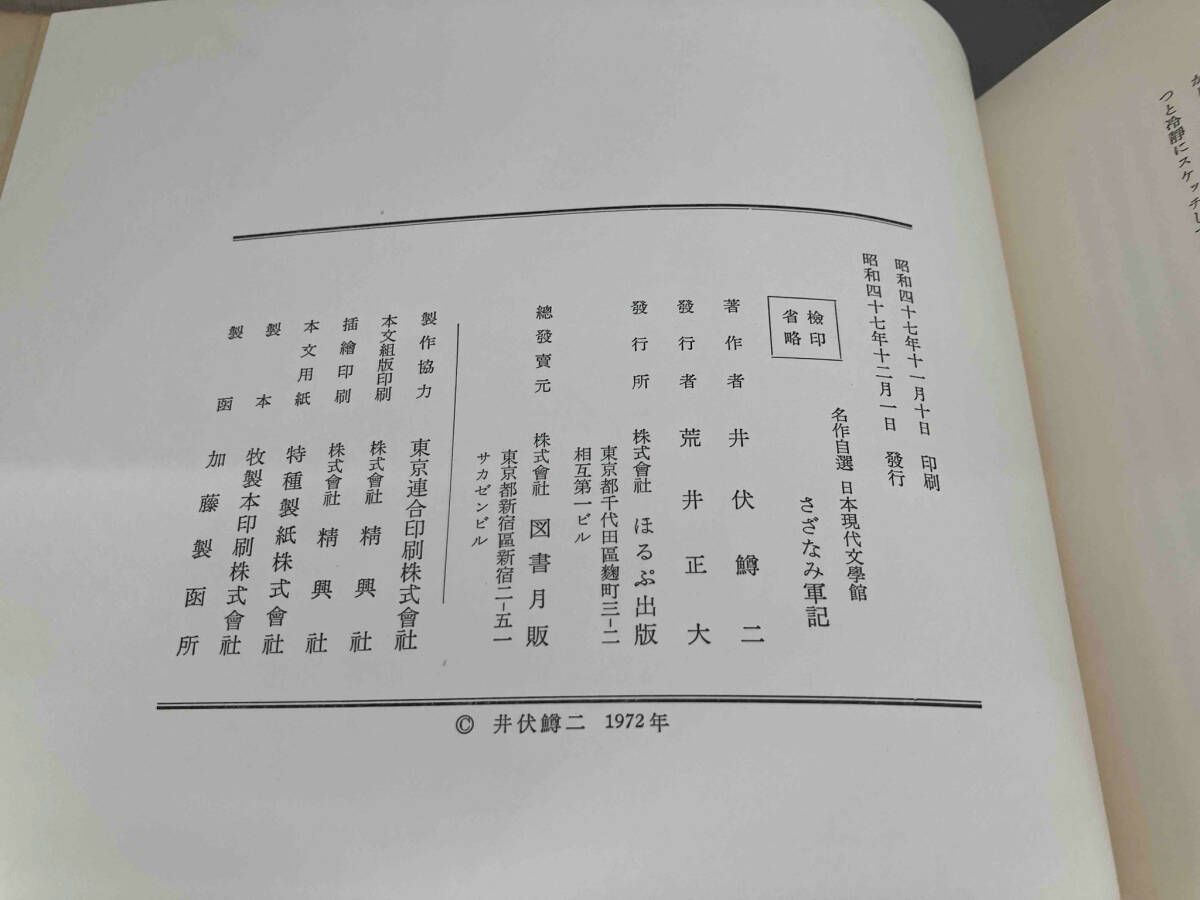 つと冷靜にスケッチして
昭和四十七年十一月十日 印刷
昭和四十七年十二月一日 發行
名作自選 日本現代文學館
さざなみ軍記
檢印
省略
著作者 井伏鱒二
發行者 荒井正大
發行所 株式會社 ほるぷ出版
東京都千代田區麴町三-二
相互第一ビル
總發賣元 株式會社 図書月販
東京都新宿區新宿二-五一
サカゼンビル
製作協力 東京連合印刷株式會社
本文組版印刷 株式會社 精興社
插繪印刷 株式會社 精興社
本文用紙 特種製紙株式會社
製本 牧製本印刷株式會社
製函 加藤製函所
© 井伏鱒二 1972年